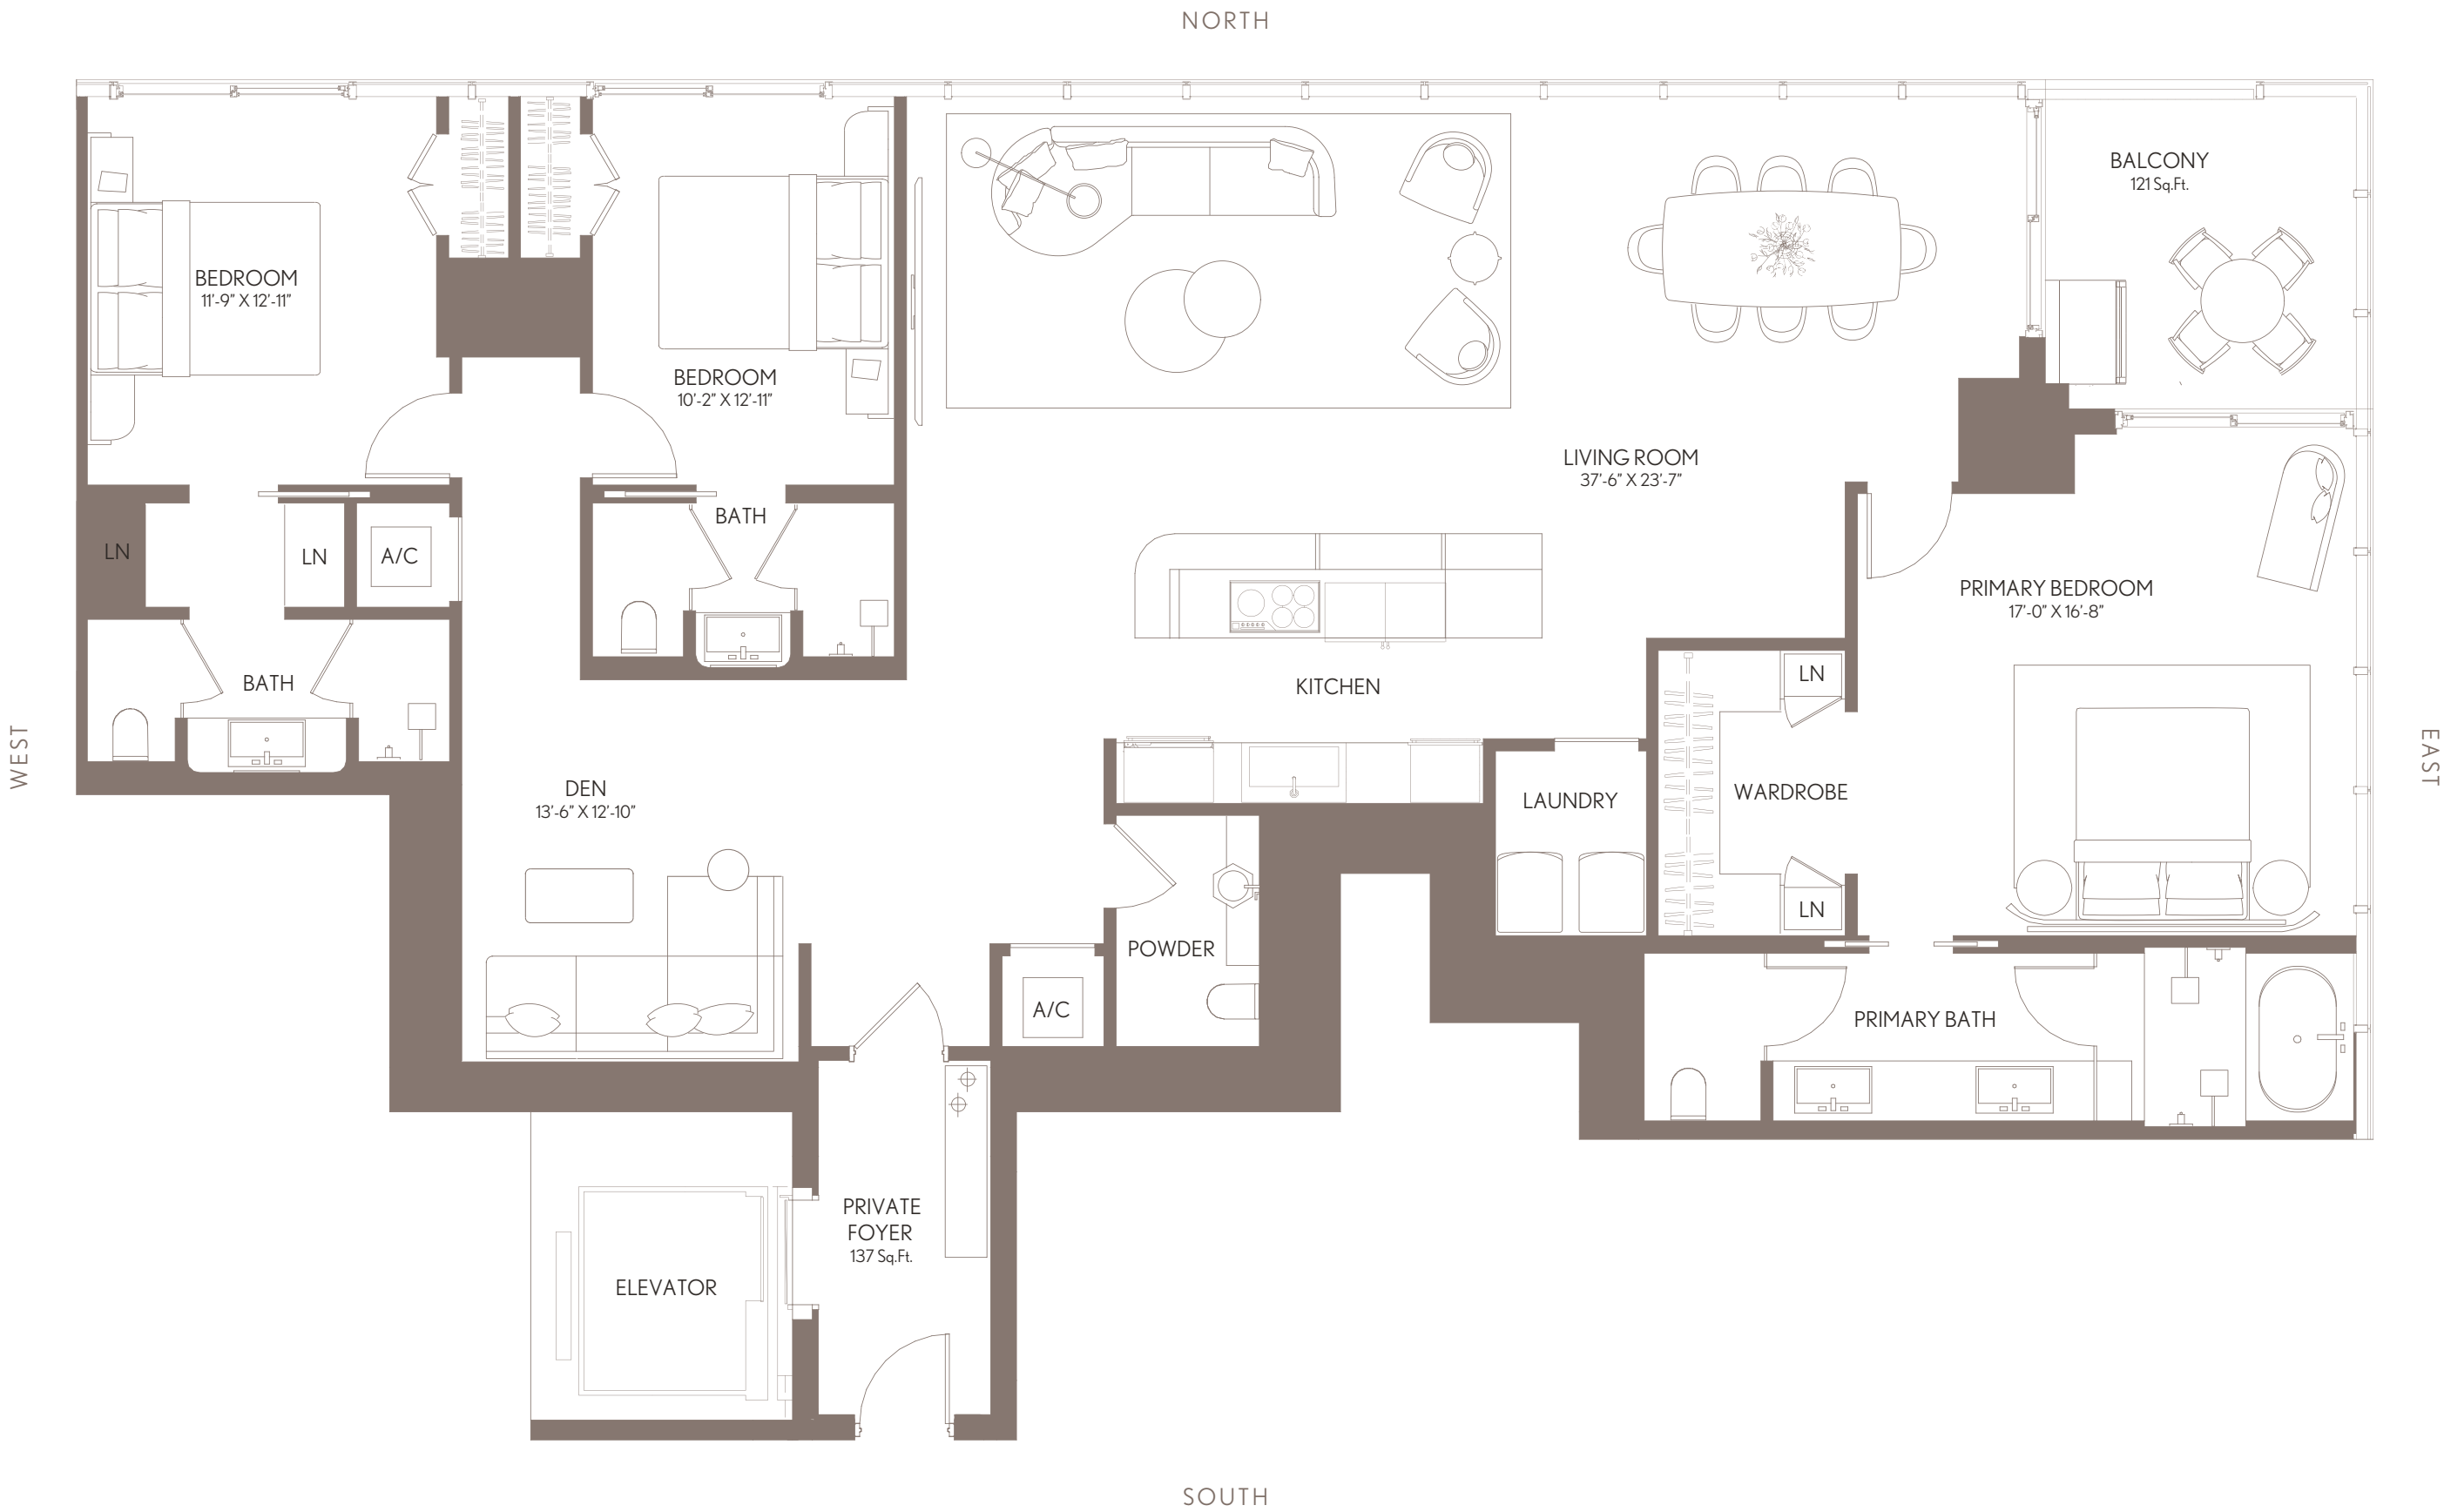 NORTH
BALCONY
121 Sq.Ft.
BEDROOM
11'-9" X 12'-11"
BEDROOM
10'-2" X 12'-11"
LIVING ROOM
37'-6" X 23'-7"
BATH
LN
LN
A/C
PRIMARY BEDROOM
17'-0" X 16'-8"
BATH
KITCHEN
LN
WEST
EAST
DEN
13'-6" X 12'-10"
LAUNDRY
WARDROBE
LN
POWDER
A/C
PRIMARY BATH
PRIVATE
FOYER
137 Sq.Ft.
ELEVATOR
SOUTH